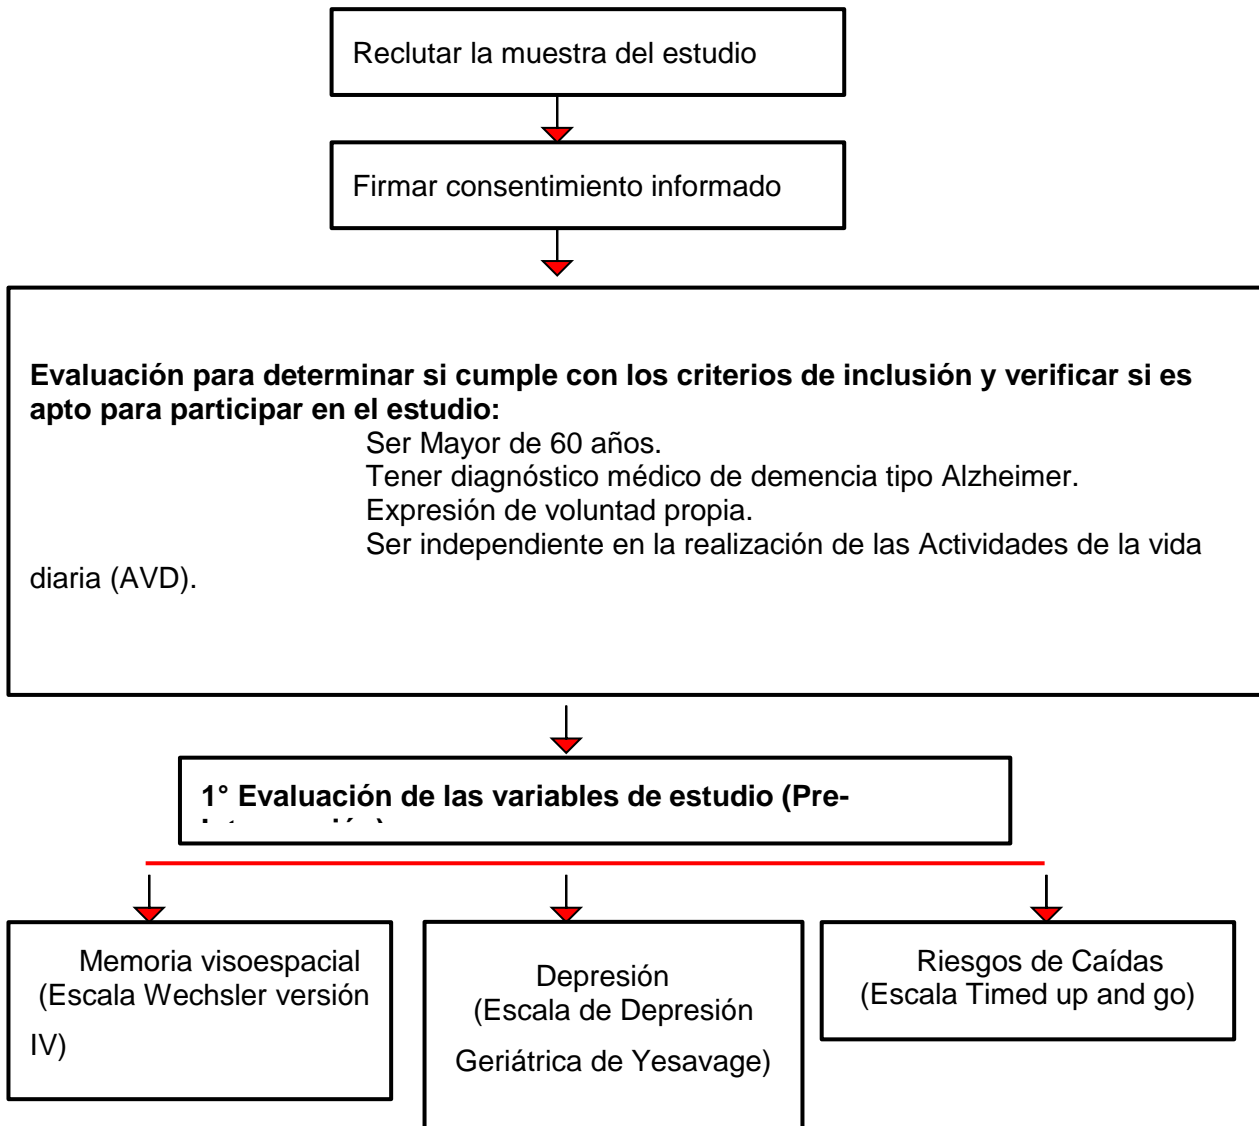 Reclutar la muestra del estudio
Firmar consentimiento informado
Evaluación para determinar si cumple con los criterios de inclusión y verificar si es
apto para participar en el estudio:
Ser Mayor de 60 años.
Tener diagnóstico médico de demencia tipo Alzheimer.
Expresión de voluntad propia.
Ser independiente en la realización de las Actividades de la vida
diaria (AVD).
1° Evaluación de las variables de estudio (Pre-
Memoria visoespacial
(Escala Wechsler versión
IV)
Depresión
(Escala de Depresión
Geriátrica de Yesavage)
Riesgos de Caídas
(Escala Timed up and go)